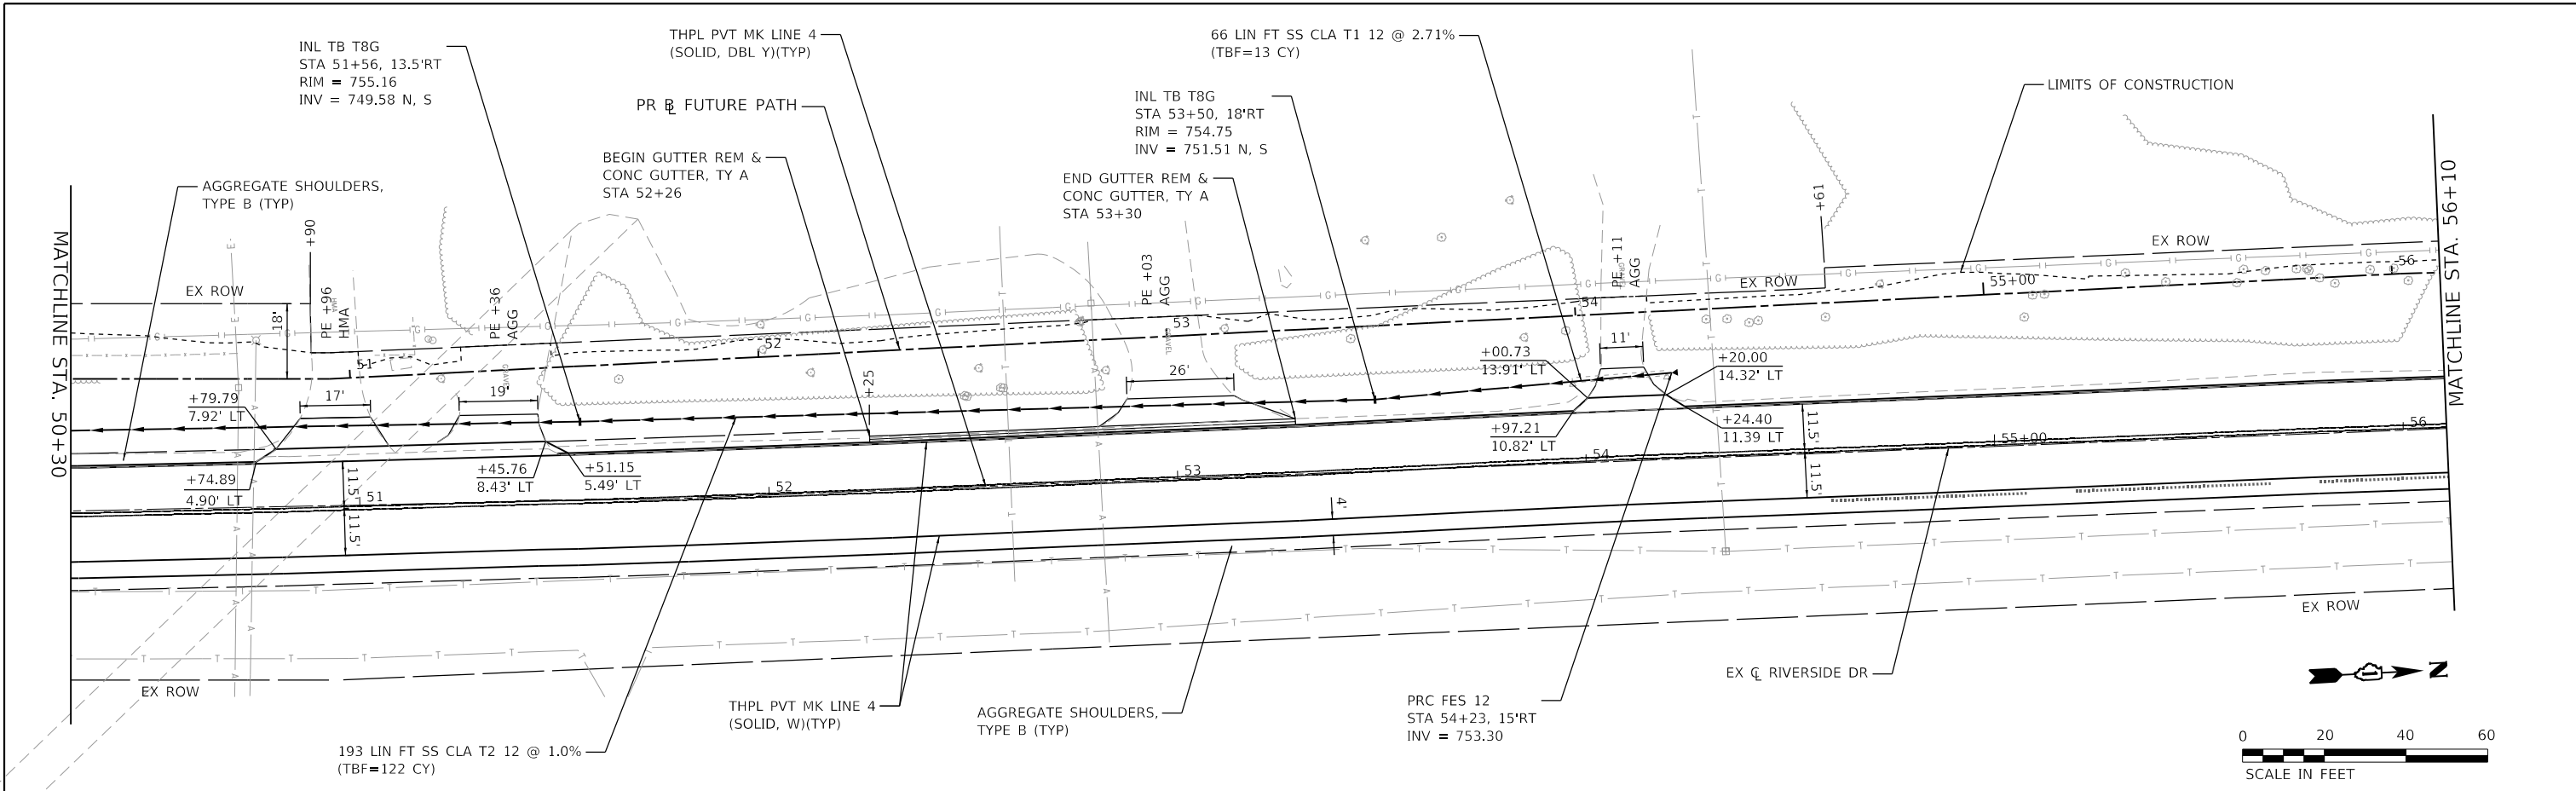 INL TB T8G
STA 51+56, 13.5'RT
RIM = 755.16
INV = 749.58 N, S
THPL PVT MK LINE 4
(SOLID, DBL Y)(TYP)
66 LIN FT SS CLA T1 12 @ 2.71%
(TBF=13 CY)
LIMITS OF CONSTRUCTION
PR BL FUTURE PATH
INL TB T8G
STA 53+50, 18'RT
RIM = 754.75
INV = 751.51 N, S
BEGIN GUTTER REM &
CONC GUTTER, TY A
STA 52+26
END GUTTER REM &
CONC GUTTER, TY A
STA 53+30
AGGREGATE SHOULDERS,
TYPE B (TYP)
MATCHLINE STA. 50+30
MATCHLINE STA. 56+10
+90
+61
EX ROW
EX ROW
EX ROW
18'
PE +96
HMA
PE +36
AGG
PE +03
AGG
PE +11
AGG
51
52
53
54
55+00
56
+25
17'
19'
26'
11'
+79.79
7.92' LT
+74.89
4.90' LT
+45.76
8.43' LT
+51.15
5.49' LT
+00.73
13.91' LT
+97.21
10.82' LT
+20.00
14.32' LT
+24.40
11.39 LT
11.5'
11.5'
11.5'
11.5'
4'
51
52
53
54
55+00
56
EX ROW
EX ROW
EX CL RIVERSIDE DR
THPL PVT MK LINE 4
(SOLID, W)(TYP)
AGGREGATE SHOULDERS,
TYPE B (TYP)
PRC FES 12
STA 54+23, 15'RT
INV = 753.30
193 LIN FT SS CLA T2 12 @ 1.0%
(TBF=122 CY)
N
0 20 40 60
SCALE IN FEET